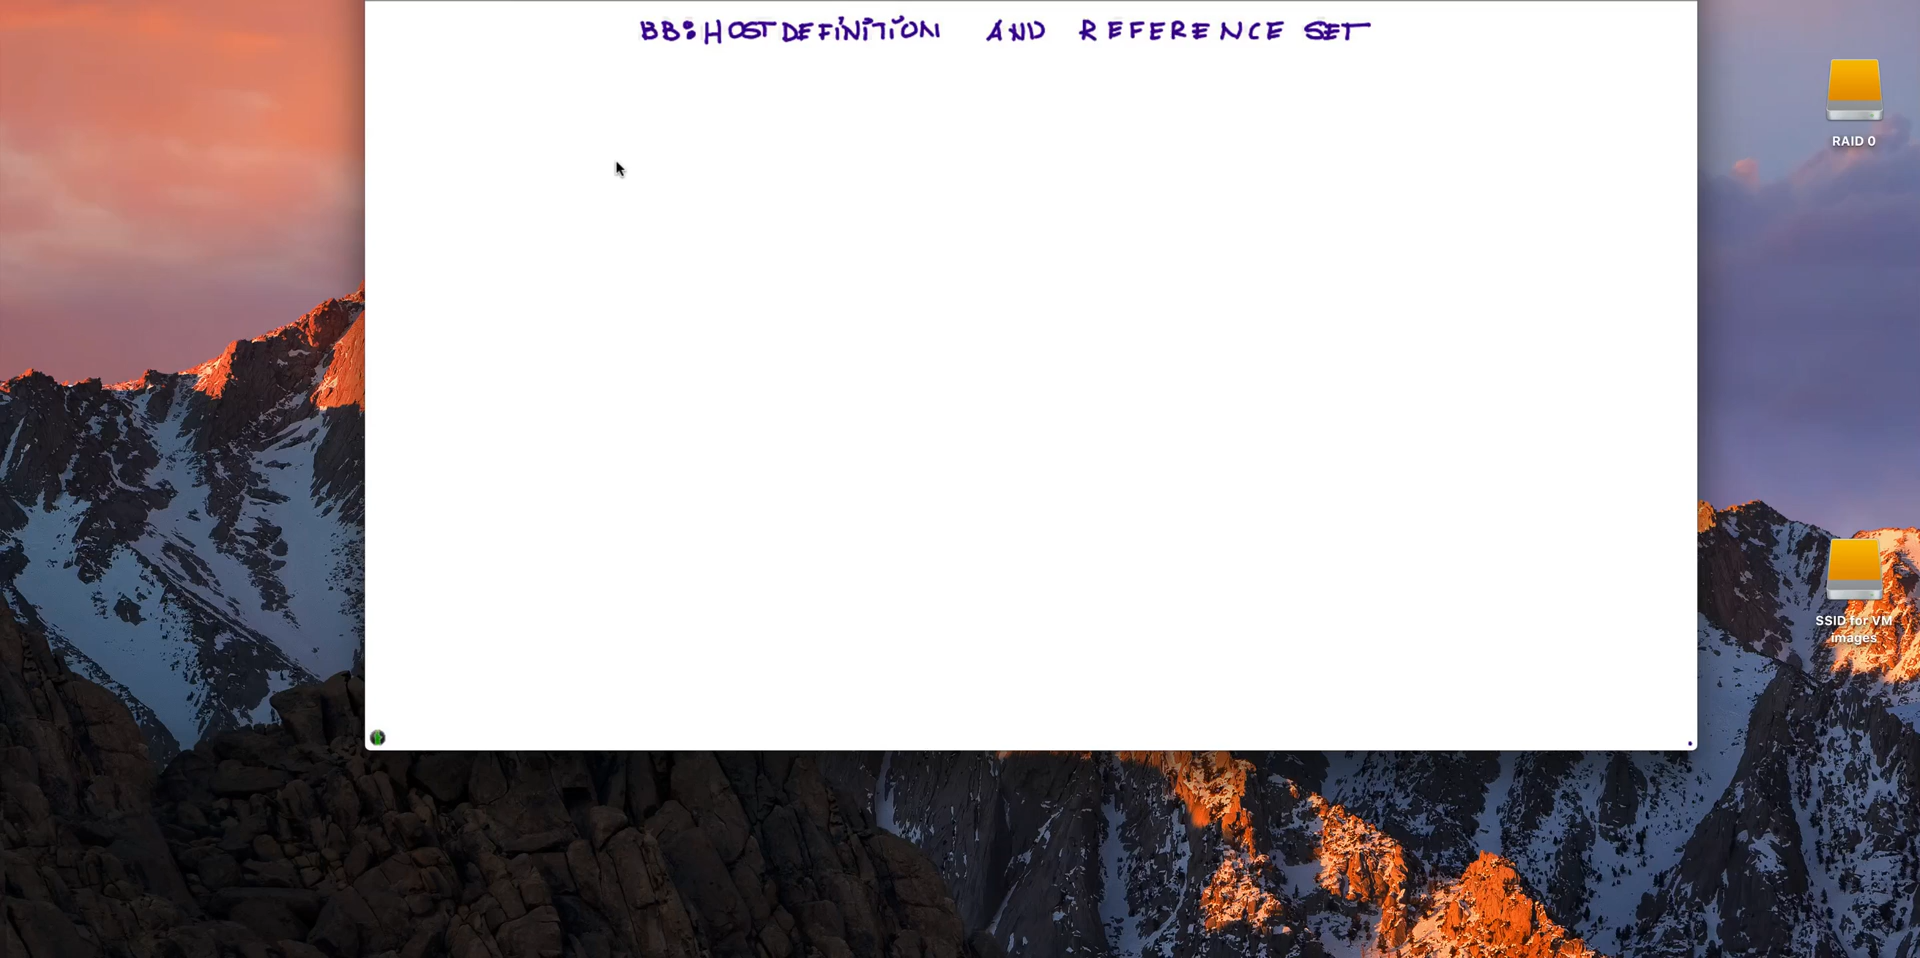 BB: HOST DEFINITION AND REFERENCE SET
RAID 0
SSID for VM
images